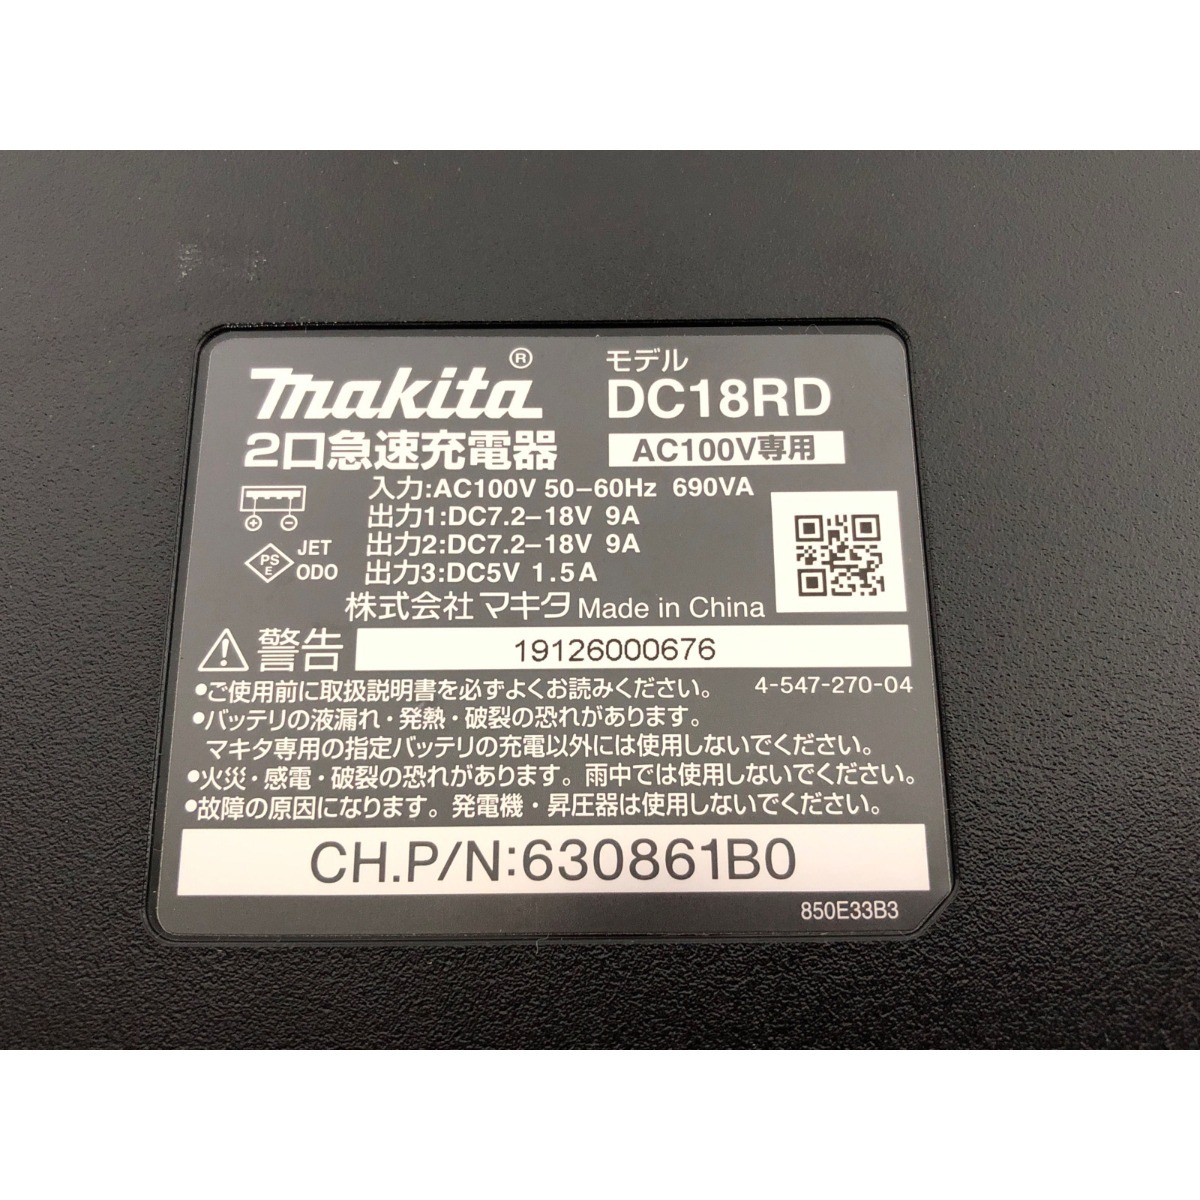 makita®
モデル
DC18RD
2口急速充電器
AC100V専用
入力:AC100V 50–60Hz 690VA
出力1:DC7.2–18V 9A
出力2:DC7.2–18V 9A
出力3:DC5V 1.5A
PS
E
JET
ODO
株式会社マキタ Made in China
警告
19126000676
•ご使用前に取扱説明書を必ずよくお読みください。
4-547-270-04
•バッテリの液漏れ・発熱・破裂の恐れがあります。
マキタ専用の指定バッテリの充電以外には使用しないでください。
•火災・感電・破裂の恐れがあります。雨中では使用しないでください。
•故障の原因になります。発電機・昇圧器は使用しないでください。
CH.P/N:630861B0
850E33B3